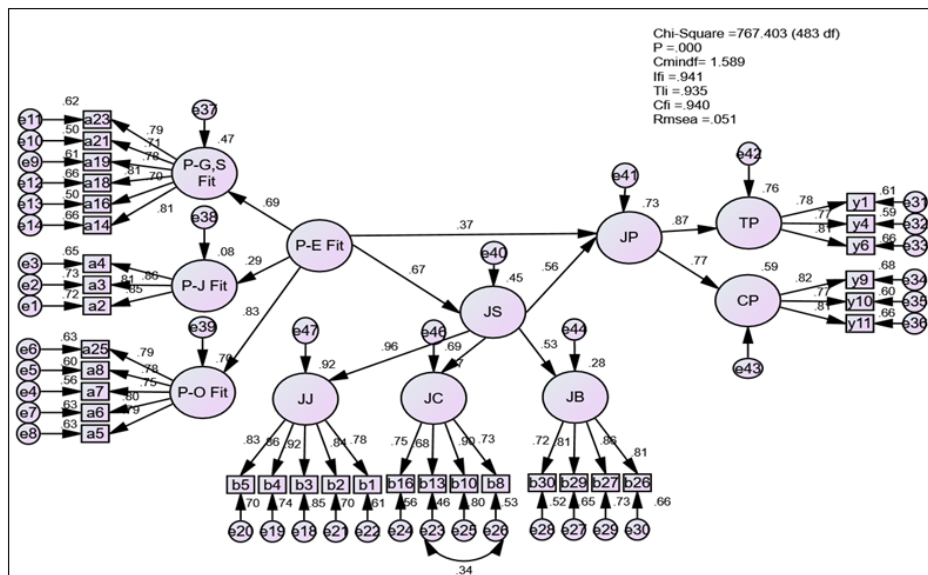 Chi-Square =767.403 (483 df)
P =.000
Cmindf= 1.589
Ifi =.941
Tli =.935
Cfi =.940
Rmsea =.051
e11 .62 a23 .79
e10 .50 a21 .71
e9 .61 a19 .78
e12 .66 a18 .81
e13 .50 a16 .70
e14 .66 a14 .81
e37 .47
P-G,S
Fit
.69
e38 .08
P-J Fit
.29
e3 .65 a4 .86
e2 .73 a3 .81
e1 .72 a2 .85
e39 .70
P-O Fit
.83
e6 .63 a25 .79
e5 .60 a8 .78
e4 .56 a7 .75
e7 .63 a6 .80
e8 .63 a5 .79
P-E Fit
.37
.67
e40 .45
JS
.56
e41 .73
JP
.87
.77
e42 .76
TP
.78 y1 .61 e31
.77 y4 .59 e32
.81 y6 .66 e33
.59
CP
e43
.82 y9 .68 e34
.77 y10 .60 e35
.81 y11 .66 e36
e47 .96 .92
JJ
.83 .86 .92 .84 .78
b5 b4 b3 b2 b1
.70 .74 .85 .70 .61
e20 e19 e18 e21 e22
e46 .69
JC
.75 .68 .90 .73
b16 b13 b10 b8
.56 .46 .80 .53
e24 e23 e25 e26
.34
e44 .53 .28
JB
.72 .81 .86 .81
b30 b29 b27 b26
.52 .65 .73 .66
e28 e27 e29 e30